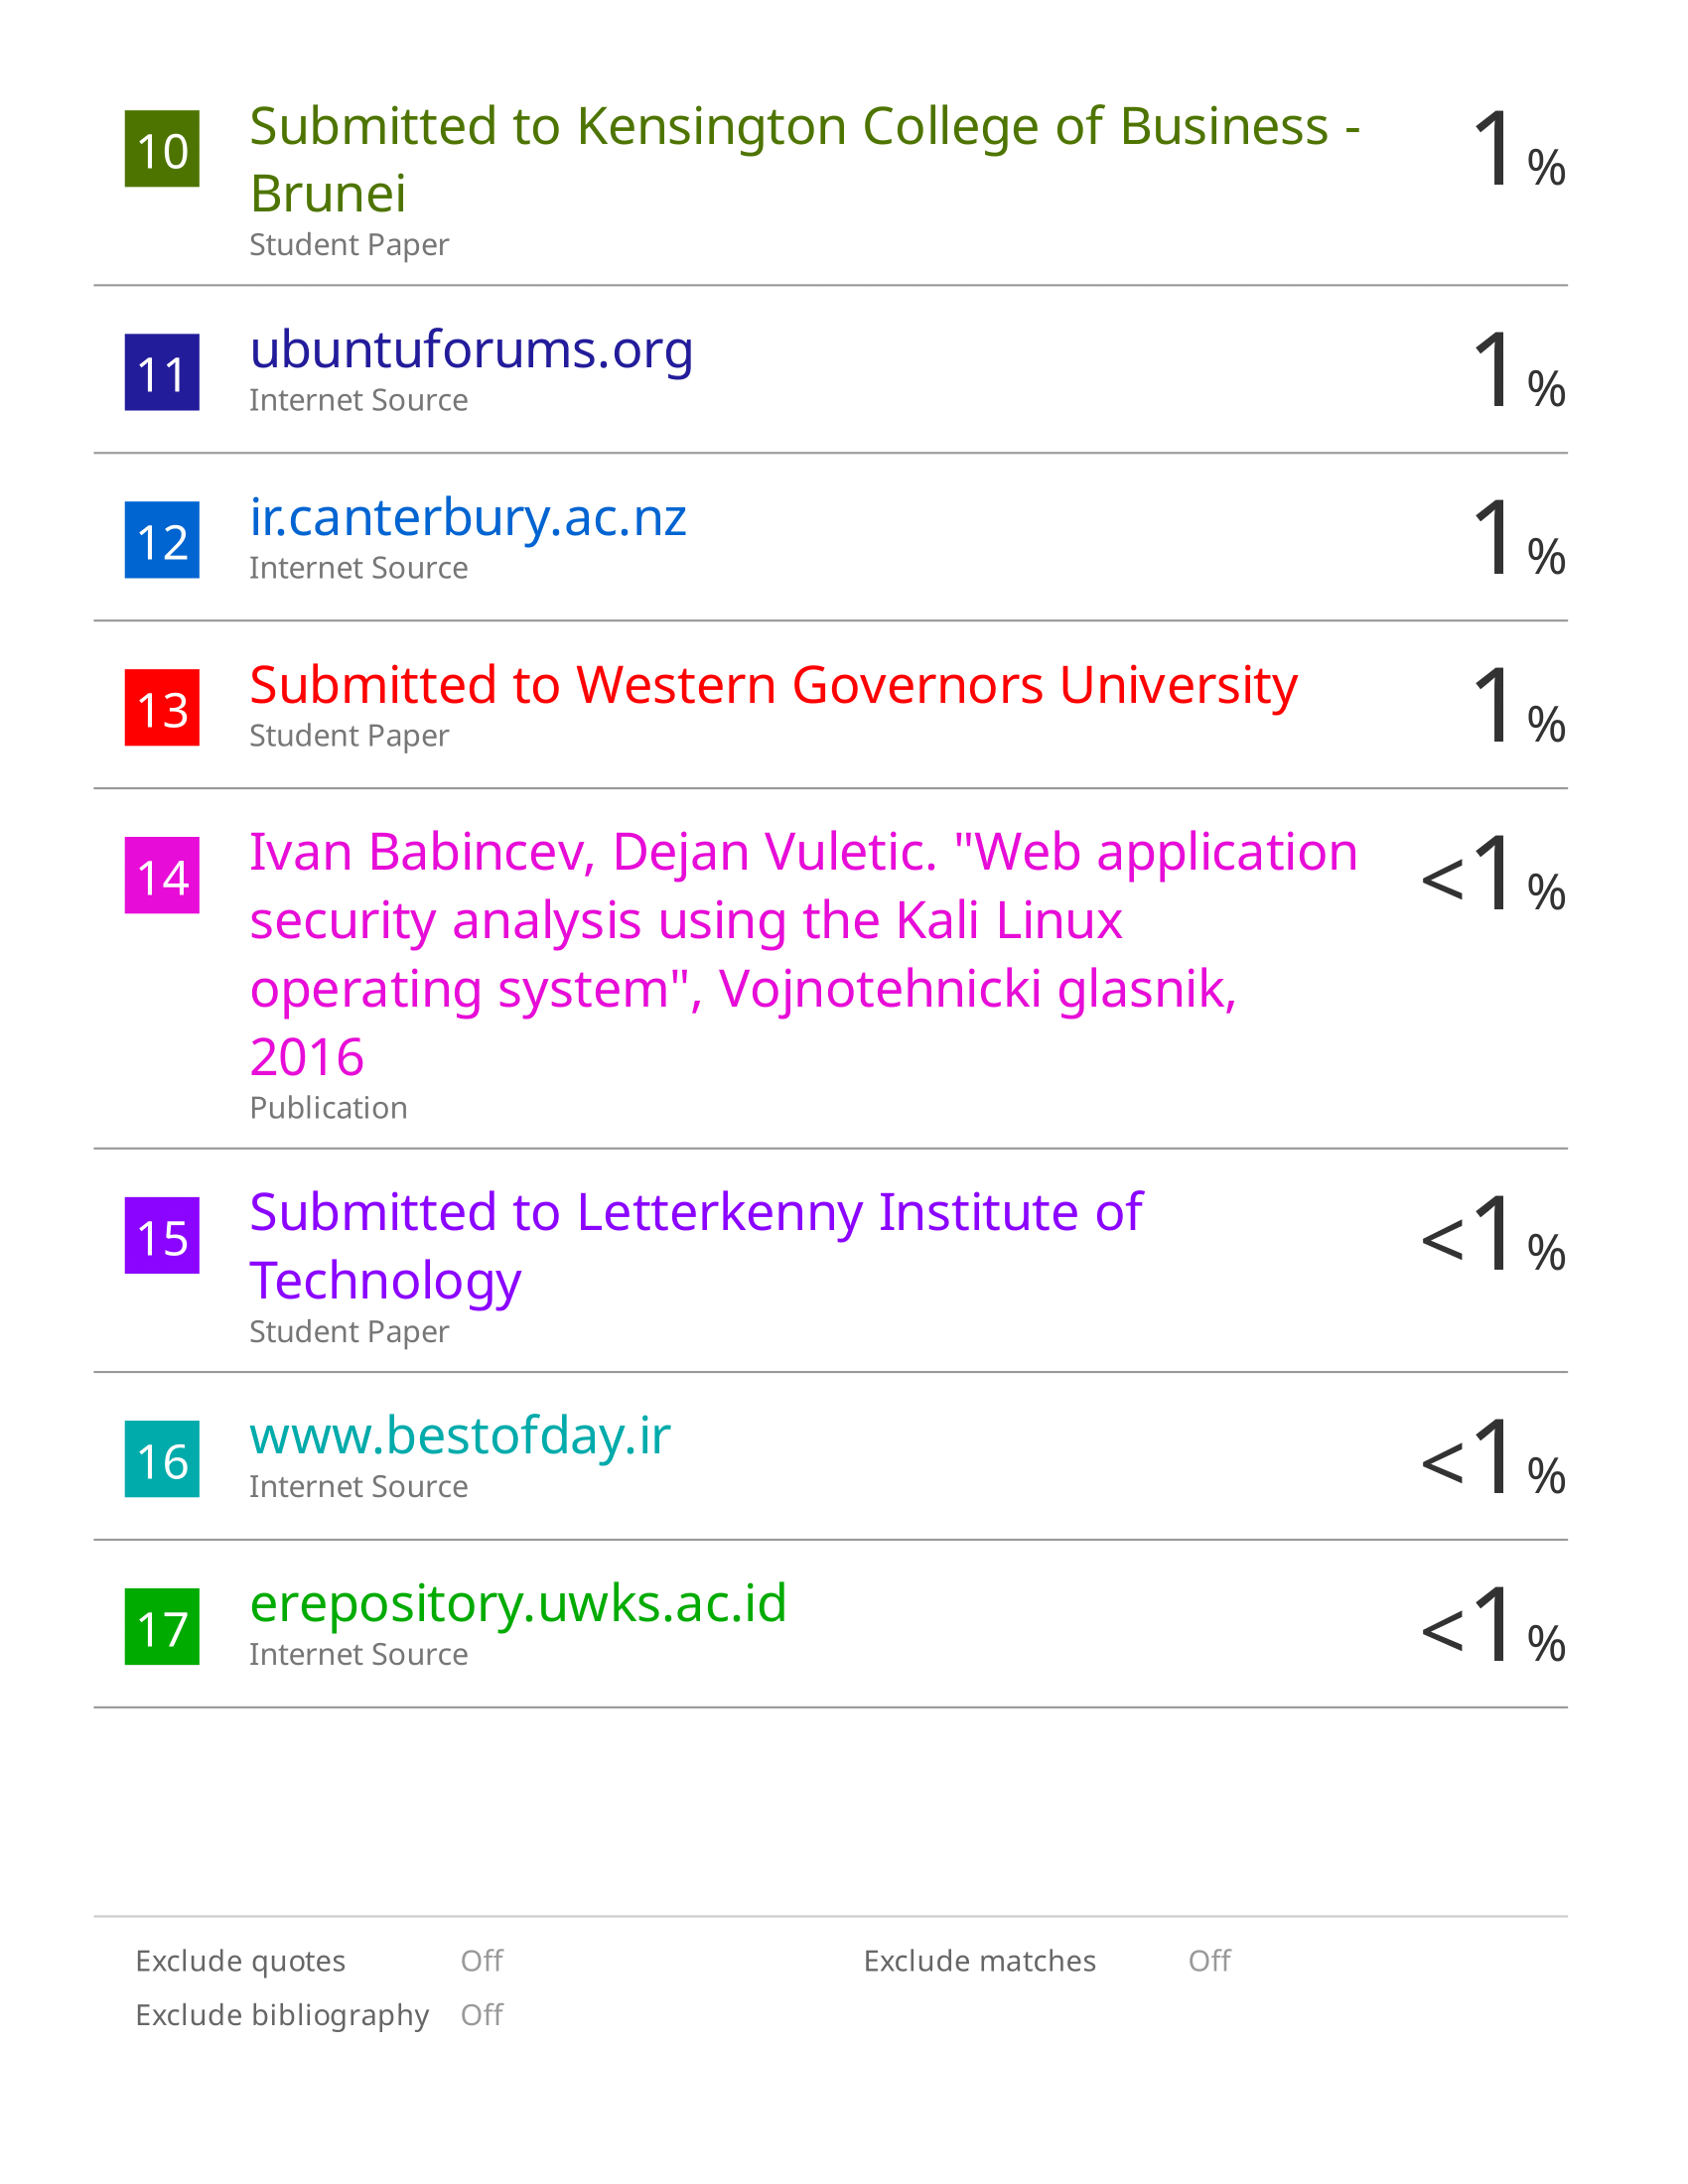 10 Submitted to Kensington College of Business - 1%
Brunei
Student Paper
11 ubuntuforums.org 1%
Internet Source
12 ir.canterbury.ac.nz 1%
Internet Source
13 Submitted to Western Governors University 1%
Student Paper
14 Ivan Babincev, Dejan Vuletic. "Web application <1%
security analysis using the Kali Linux
operating system", Vojnotehnicki glasnik,
2016
Publication
15 Submitted to Letterkenny Institute of <1%
Technology
Student Paper
16 www.bestofday.ir <1%
Internet Source
17 erepository.uwks.ac.id <1%
Internet Source
Exclude quotes Off Exclude matches Off
Exclude bibliography Off